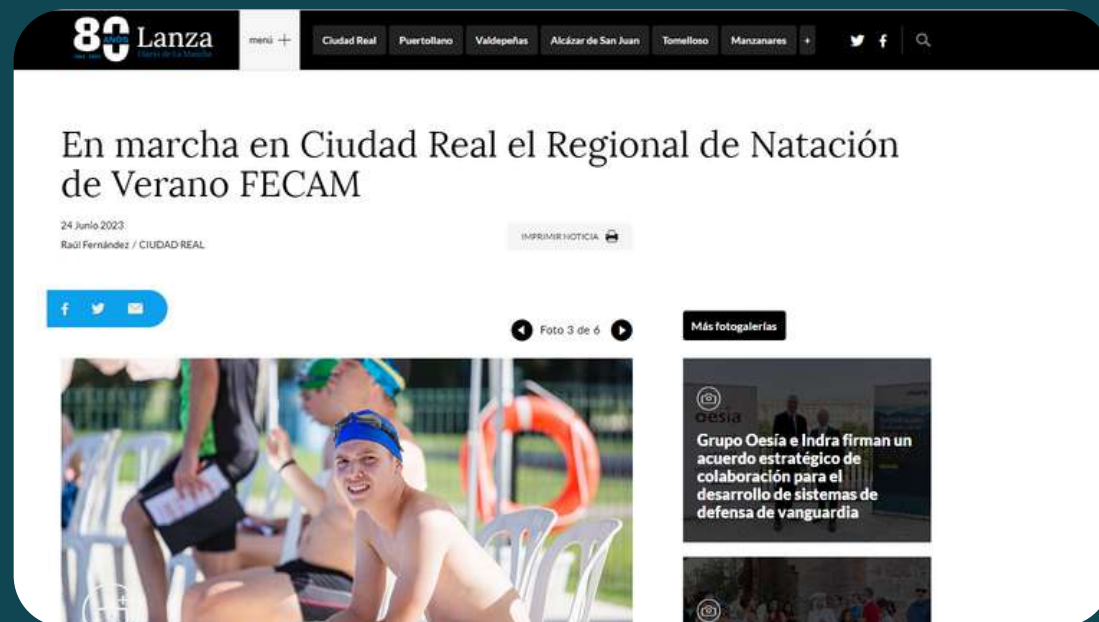 80 AÑOS Lanza
Diario de La Mancha
menú +
Ciudad Real
Puertollano
Valdepeñas
Alcázar de San Juan
Tomelloso
Manzanares
+
En marcha en Ciudad Real el Regional de Natación
de Verano FECAM
24 Junio 2023
Raúl Fernández / CIUDAD REAL
IMPRIMIR NOTICIA
Foto 3 de 6
Más fotogalerías
oesía
Grupo Oesía e Indra firman un
acuerdo estratégico de
colaboración para el
desarrollo de sistemas de
defensa de vanguardia